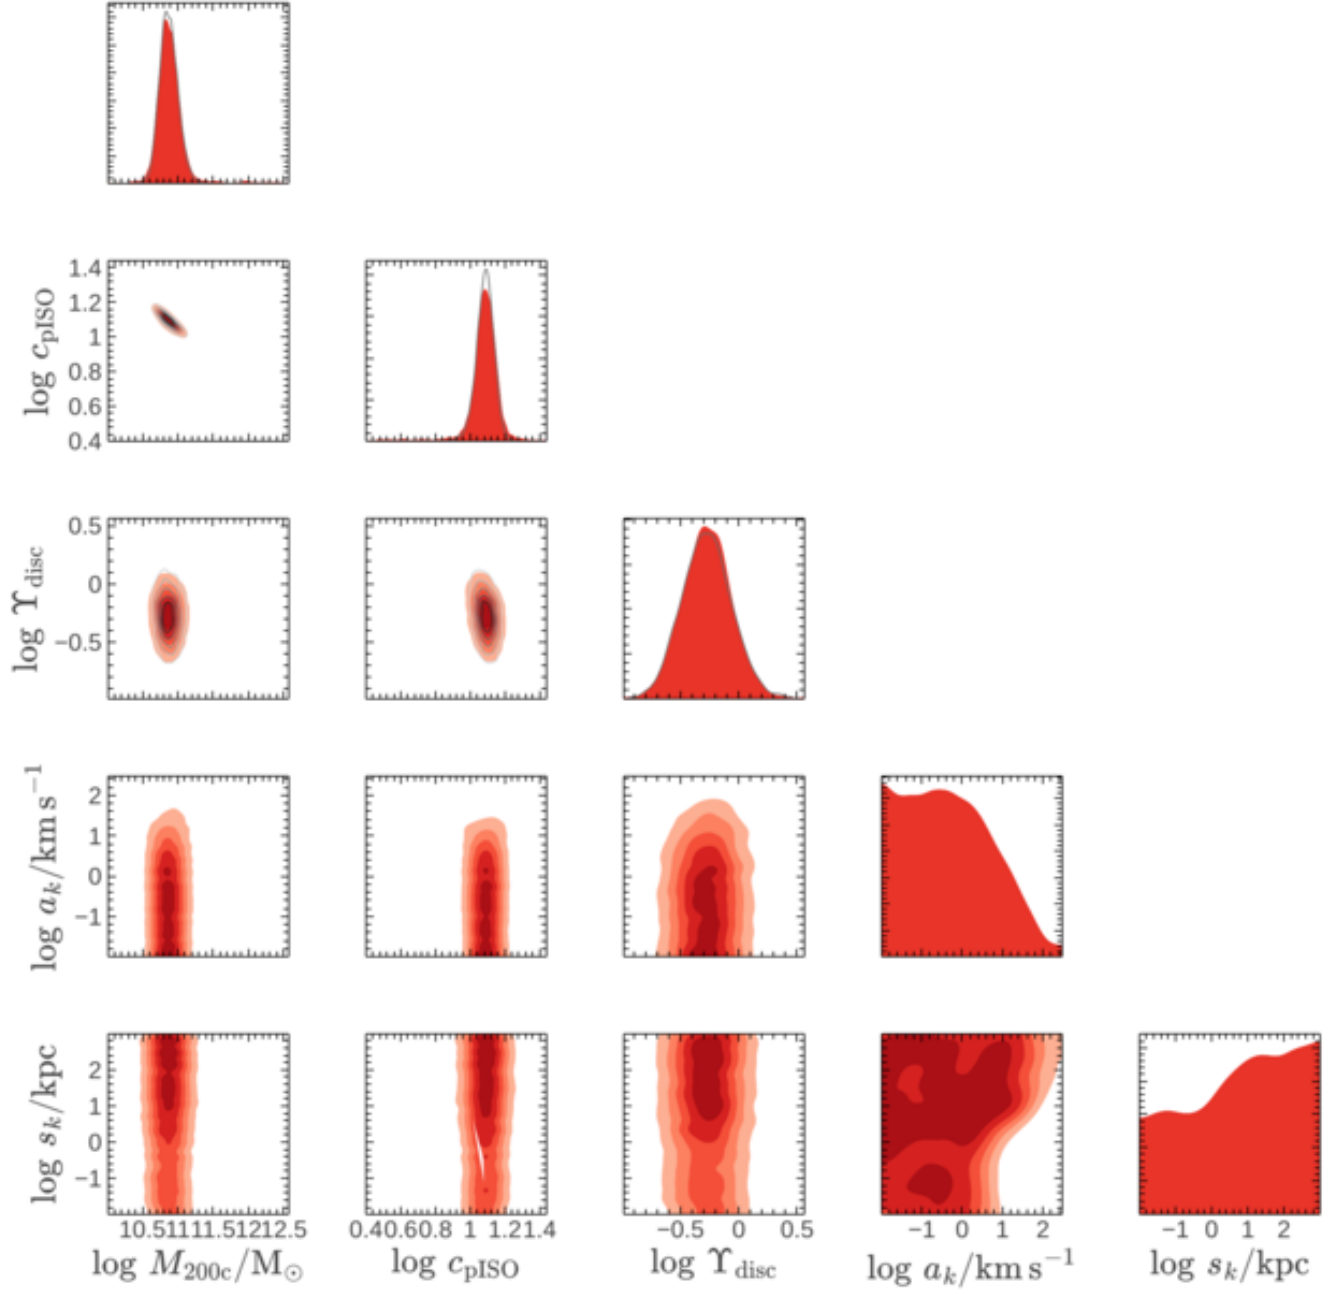 log c_pISO
1.4
1.2
1
0.8
0.6
0.4
log ϒ_disc
0.5
0
−0.5
log a_k/km s^−1
2
1
0
−1
log s_k/kpc
2
1
0
−1
10.5 11 11.5 12 12.5
0.4 0.6 0.8 1 1.2 1.4
−0.5 0 0.5
−1 0 1 2
−1 0 1 2
log M_200c/M_⊙
log c_pISO
log ϒ_disc
log a_k/km s^−1
log s_k/kpc